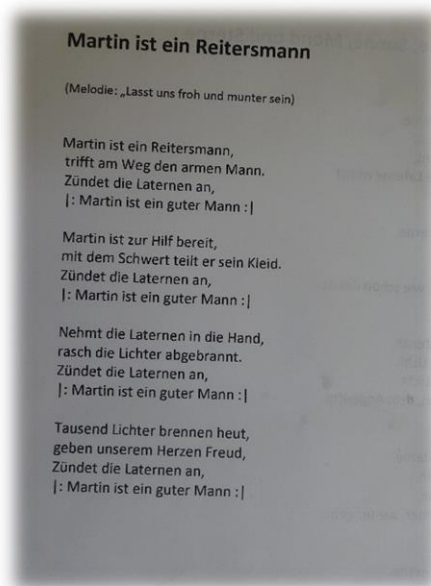 Martin ist ein Reitersmann
(Melodie: „Lasst uns froh und munter sein)
Martin ist ein Reitersmann,
trifft am Weg den armen Mann.
Zündet die Laternen an,
|: Martin ist ein guter Mann :|
Martin ist zur Hilf bereit,
mit dem Schwert teilt er sein Kleid.
Zündet die Laternen an,
|: Martin ist ein guter Mann :|
Nehmt die Laternen in die Hand,
rasch die Lichter abgebrannt.
Zündet die Laternen an,
|: Martin ist ein guter Mann :|
Tausend Lichter brennen heut,
geben unserem Herzen Freud,
Zündet die Laternen an,
|: Martin ist ein guter Mann :|